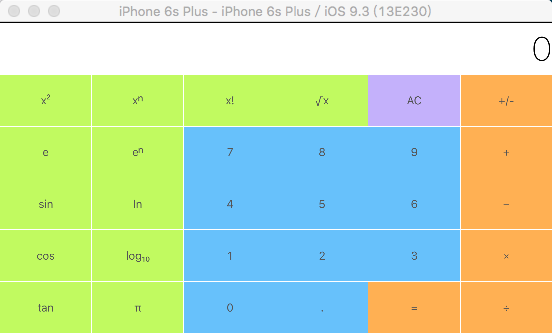 iPhone 6s Plus - iPhone 6s Plus / iOS 9.3 (13E230)
0
x² xⁿ x! √x AC +/-
e eⁿ 7 8 9 +
sin ln 4 5 6 −
cos log₁₀ 1 2 3 ×
tan π 0 . = ÷